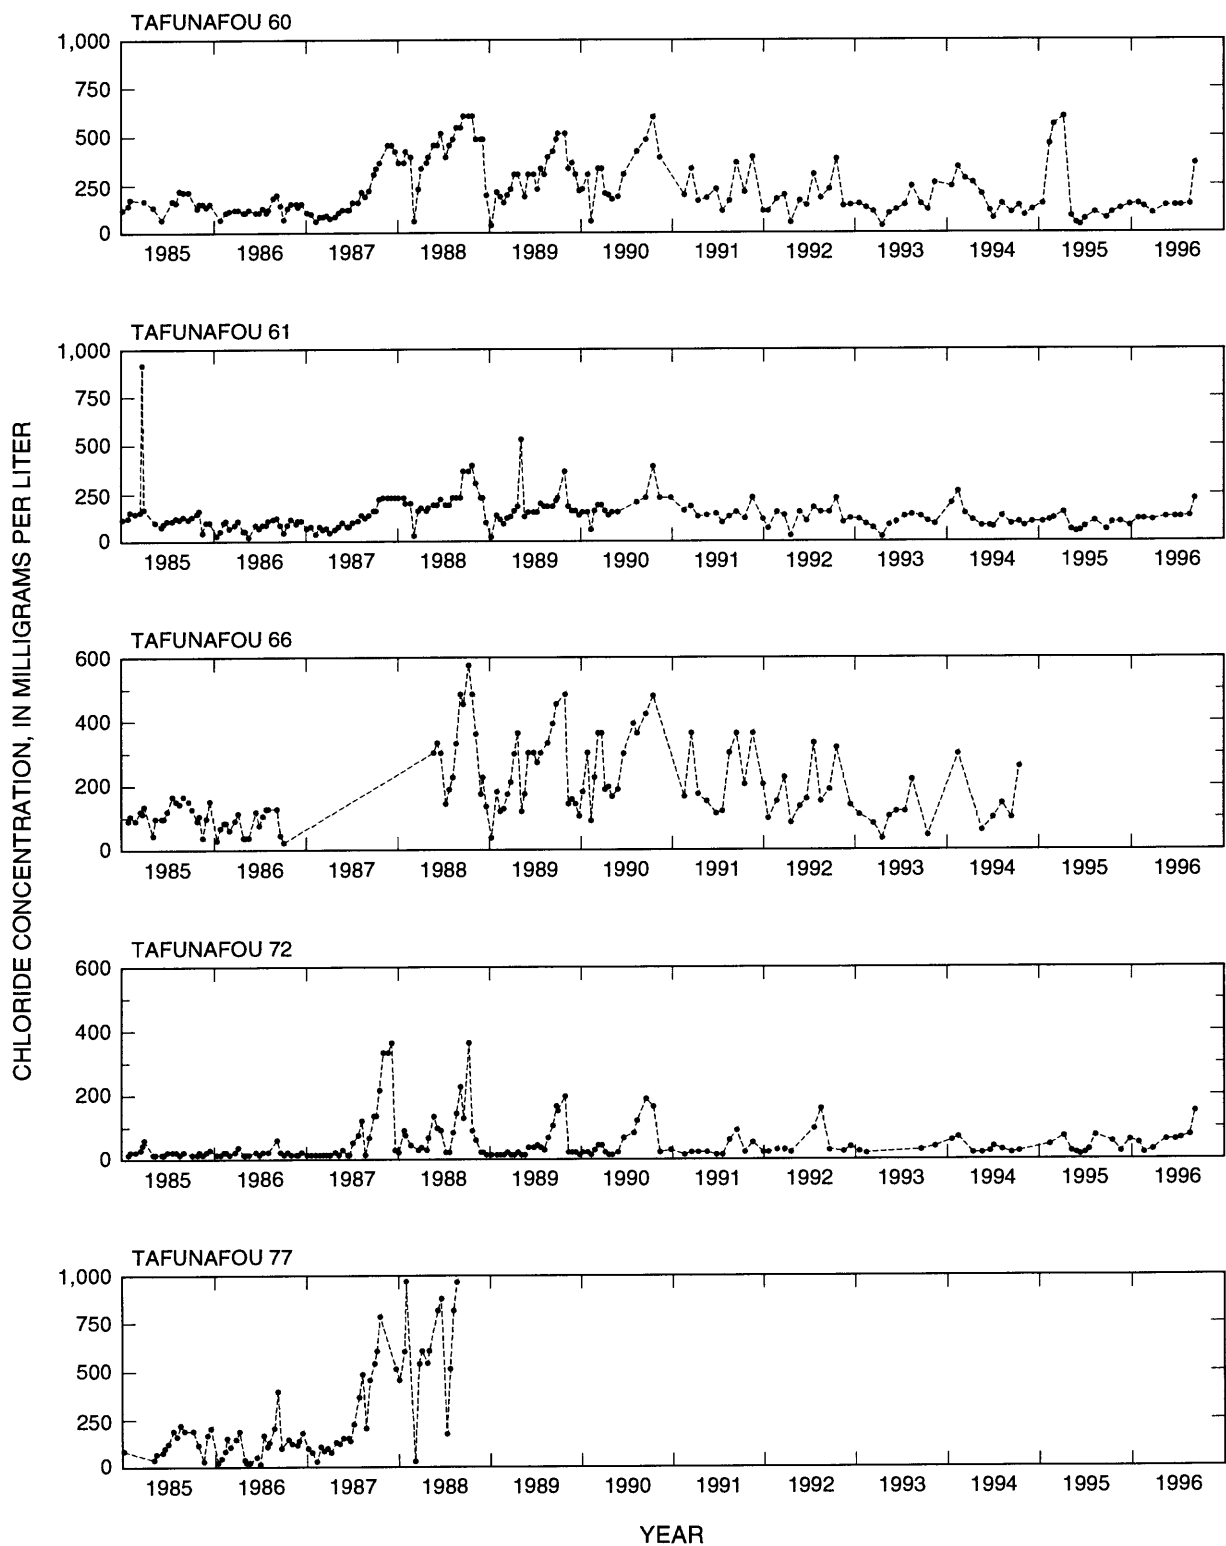 TAFUNAFOU 60
1,000
750
500
250
0
1985 1986 1987 1988 1989 1990 1991 1992 1993 1994 1995 1996
TAFUNAFOU 61
1,000
750
500
250
0
1985 1986 1987 1988 1989 1990 1991 1992 1993 1994 1995 1996
CHLORIDE CONCENTRATION, IN MILLIGRAMS PER LITER
TAFUNAFOU 66
600
400
200
0
1985 1986 1987 1988 1989 1990 1991 1992 1993 1994 1995 1996
TAFUNAFOU 72
600
400
200
0
1985 1986 1987 1988 1989 1990 1991 1992 1993 1994 1995 1996
TAFUNAFOU 77
1,000
750
500
250
0
1985 1986 1987 1988 1989 1990 1991 1992 1993 1994 1995 1996
YEAR